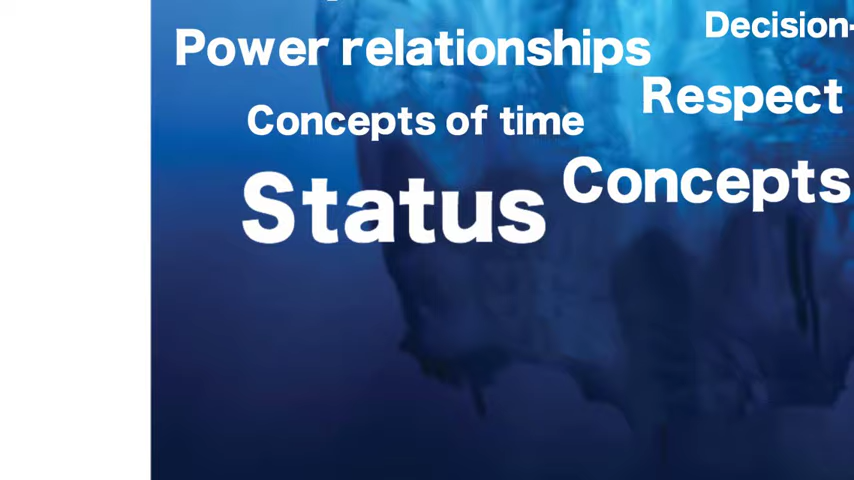 Decision-
Power relationships
Respect
Concepts of time
Concepts
Status